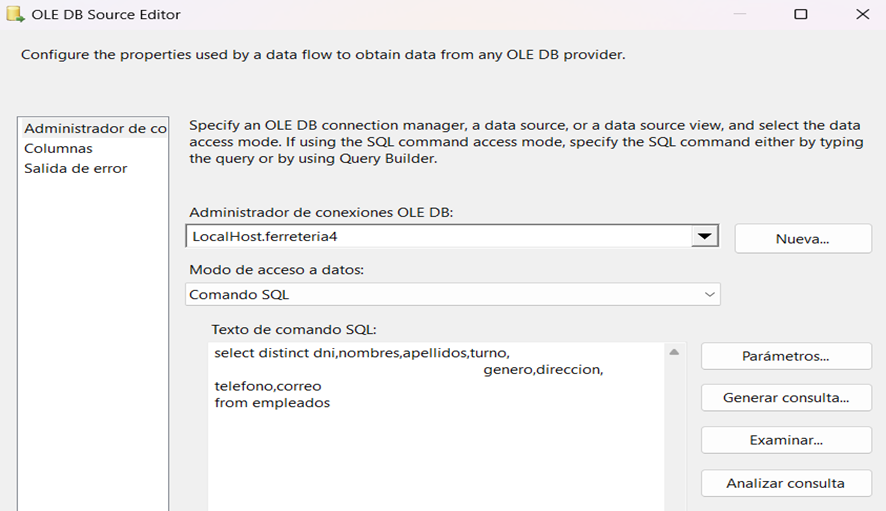 OLE DB Source Editor
Configure the properties used by a data flow to obtain data from any OLE DB provider.
Administrador de co
Columnas
Salida de error
Specify an OLE DB connection manager, a data source, or a data source view, and select the data
access mode. If using the SQL command access mode, specify the SQL command either by typing
the query or by using Query Builder.
Administrador de conexiones OLE DB:
LocalHost.ferreteria4
Nueva...
Modo de acceso a datos:
Comando SQL
Texto de comando SQL:
select distinct dni,nombres,apellidos,turno,
genero,direccion,
telefono,correo
from empleados
Parámetros...
Generar consulta...
Examinar...
Analizar consulta